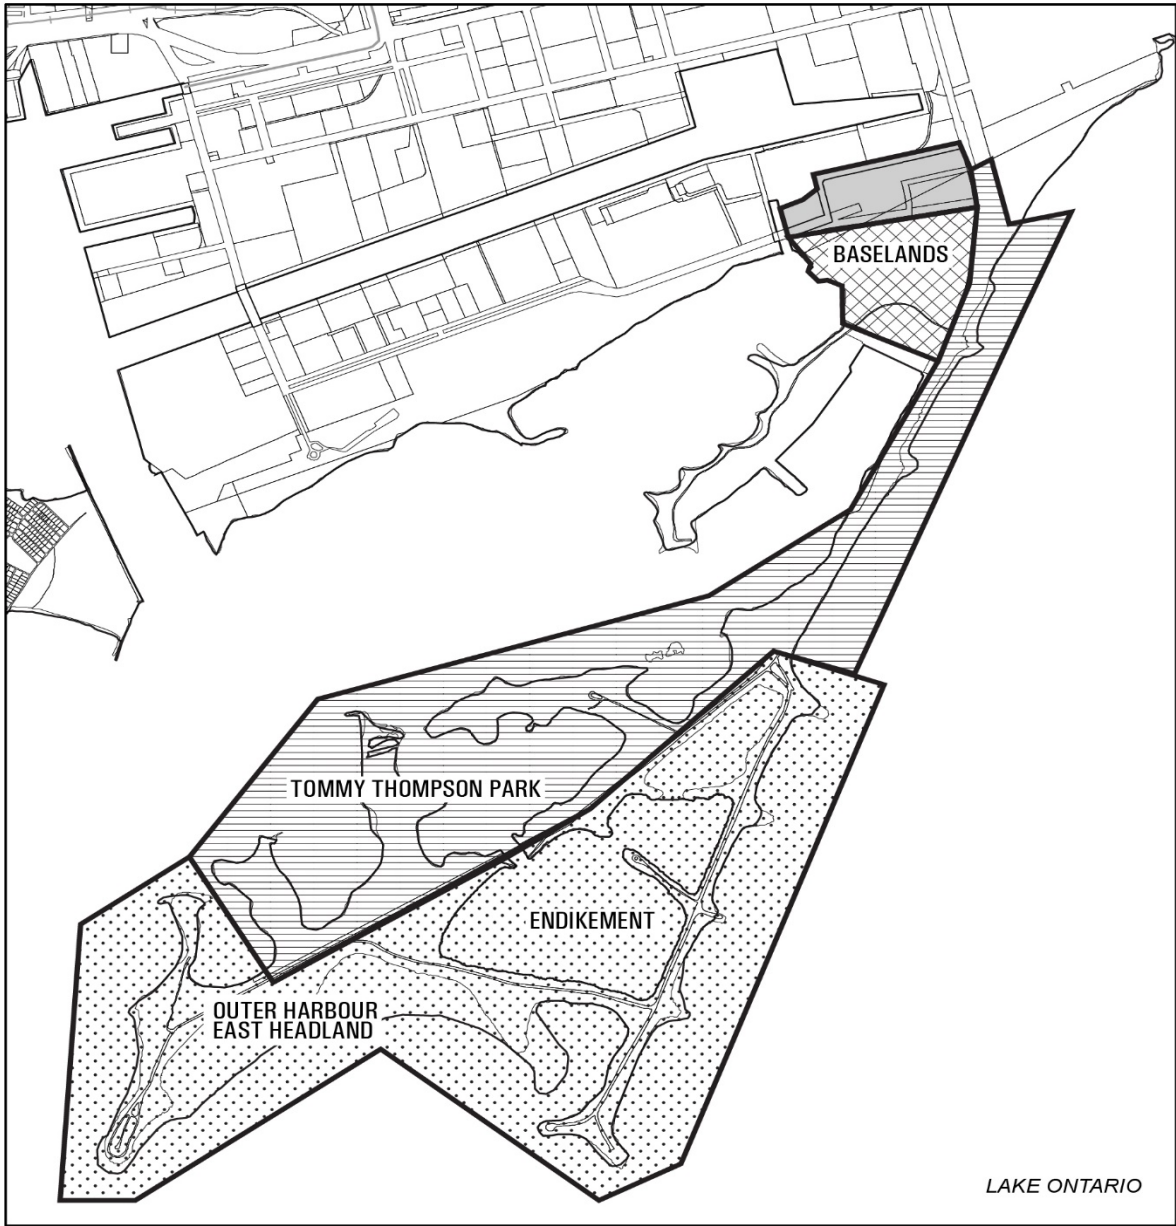 BASELANDS
TOMMY THOMPSON PARK
ENDIKEMENT
OUTER HARBOUR
EAST HEADLAND
LAKE ONTARIO